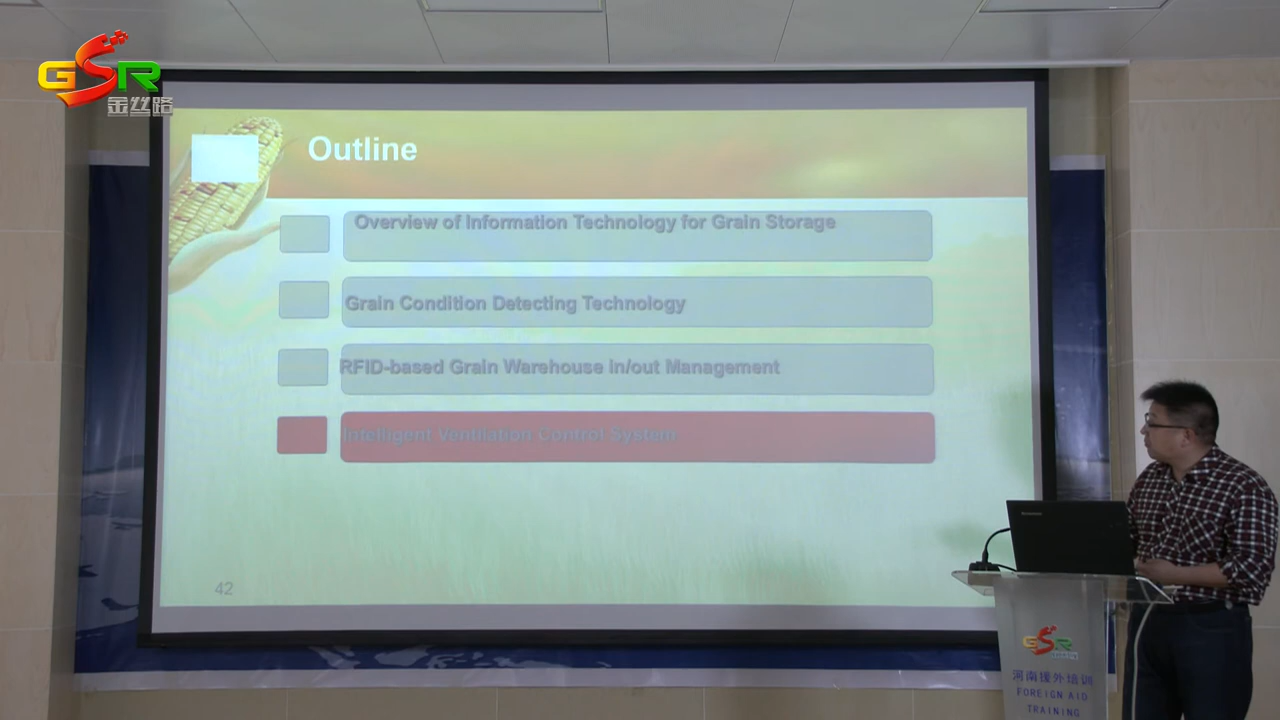 GSR
金丝路
Outline
Overview of Information Technology for Grain Storage
Grain Condition Detecting Technology
RFID-based Grain Warehouse in/out Management
Intelligent Ventilation Control System
42
GSR
河南援外培训
FOREIGN AID
TRAINING